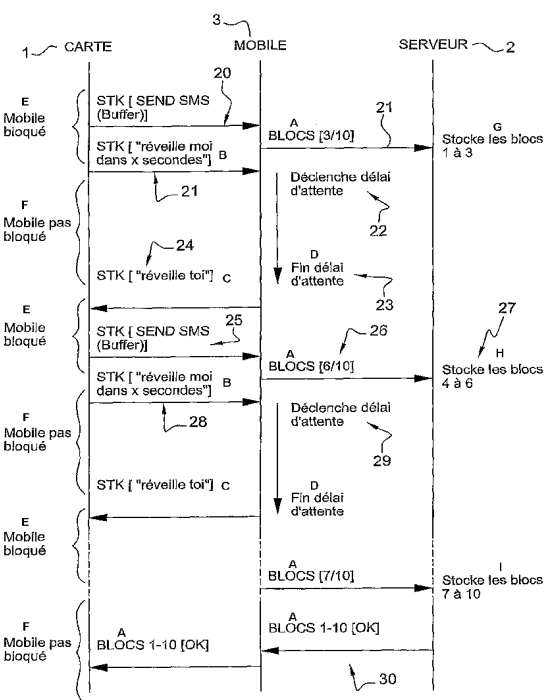 1 CARTE
3 MOBILE
SERVEUR 2
E
Mobile
bloqué
STK [ SEND SMS
(Buffer)]
20
A
BLOCS [3/10]
21
G
Stocke les blocs
1 à 3
STK [ "réveille moi
dans x secondes"] B
21
Déclenche délai
d'attente
22
F
Mobile pas
bloqué
24
STK [ "réveille toi"] C
D
Fin délai
d'attente
23
E
Mobile
bloqué
STK [ SEND SMS
(Buffer)]
25
26
A
BLOCS [6/10]
27
H
Stocke les blocs
4 à 6
STK [ "réveille moi
dans x secondes"] B
28
Déclenche délai
d'attente
29
F
Mobile pas
bloqué
STK [ "réveille toi"] C
D
Fin délai
d'attente
E
Mobile
bloqué
A
BLOCS [7/10]
I
Stocke les blocs
7 à 10
F
Mobile pas
bloqué
A
BLOCS 1-10 [OK]
A
BLOCS 1-10 [OK]
30